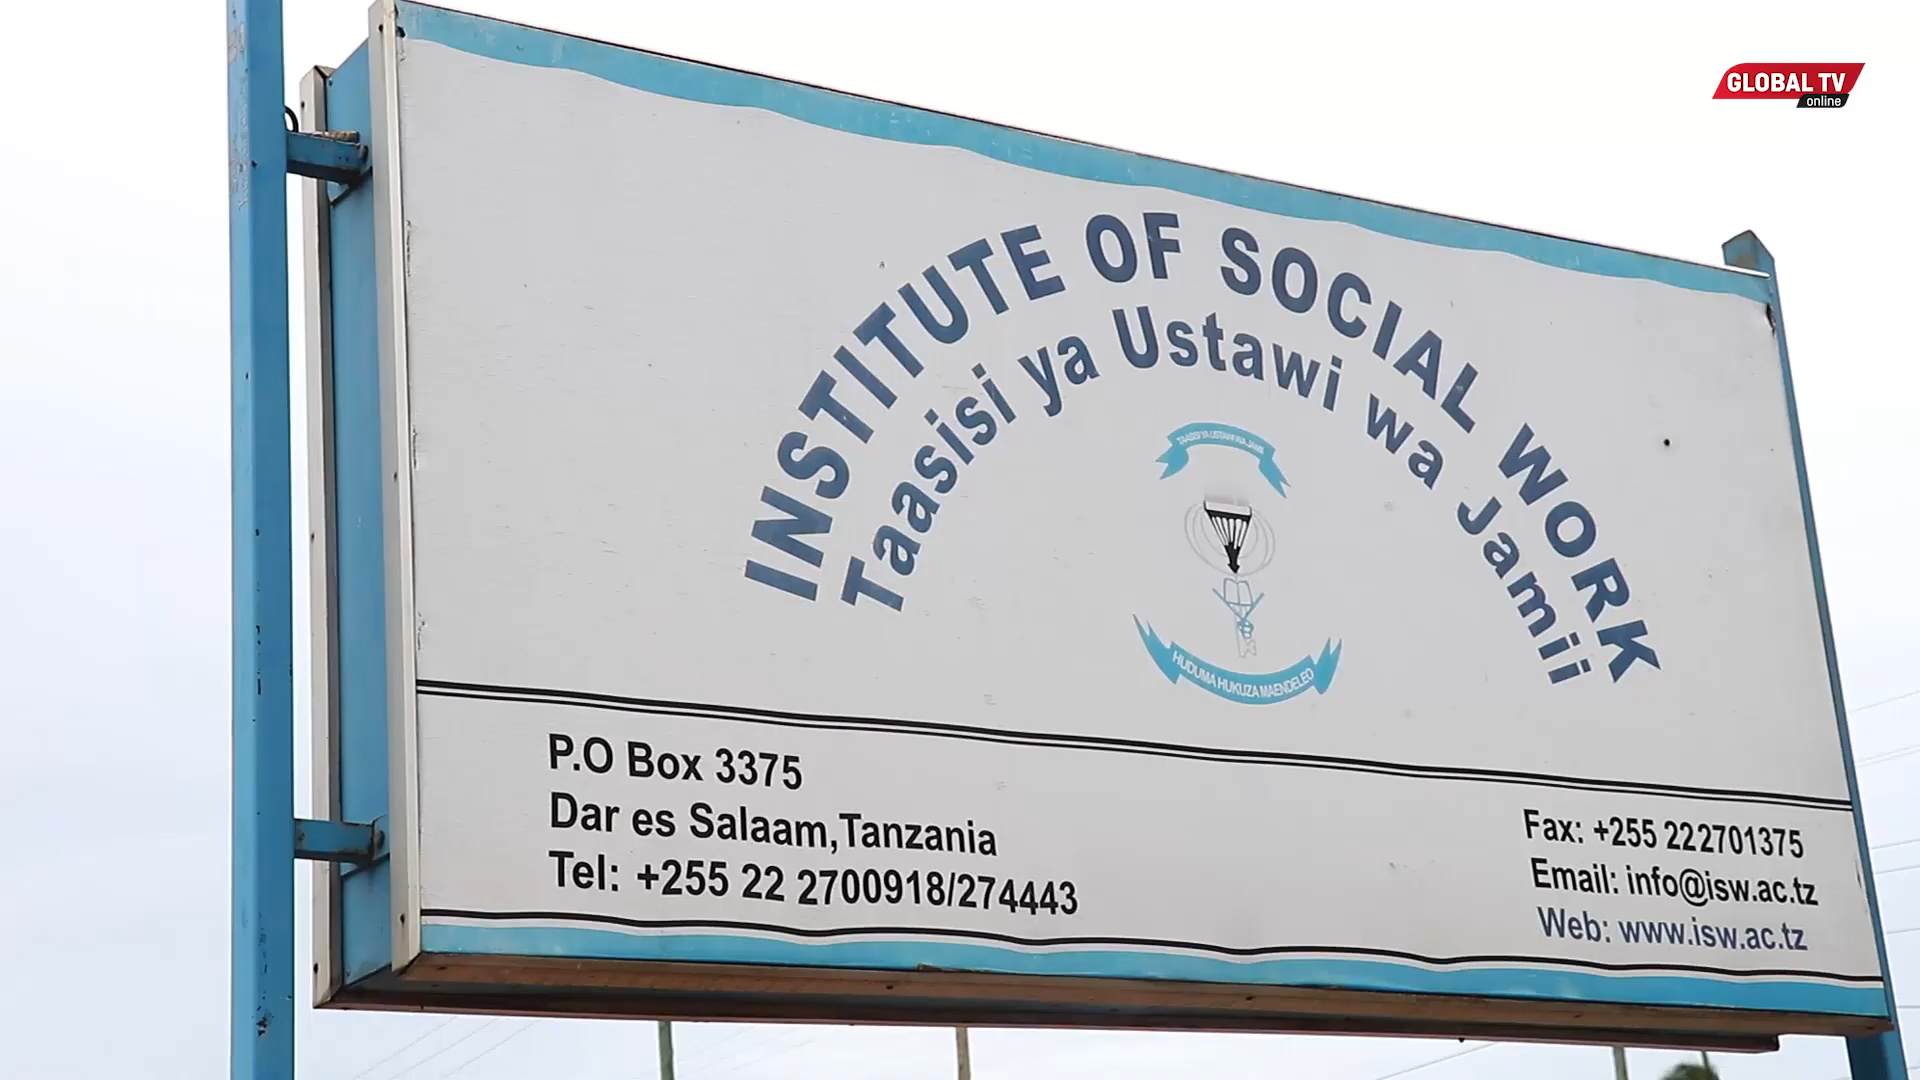 GLOBAL TV
online
INSTITUTE OF SOCIAL WORK
Taasisi ya Ustawi wa Jamii
TAASISI YA USTAWI WA JAMII
HUDUMA HUKUZA MAENDELEO
P.O Box 3375
Dar es Salaam,Tanzania
Tel: +255 22 2700918/274443
Fax: +255 222701375
Email: info@isw.ac.tz
Web: www.isw.ac.tz